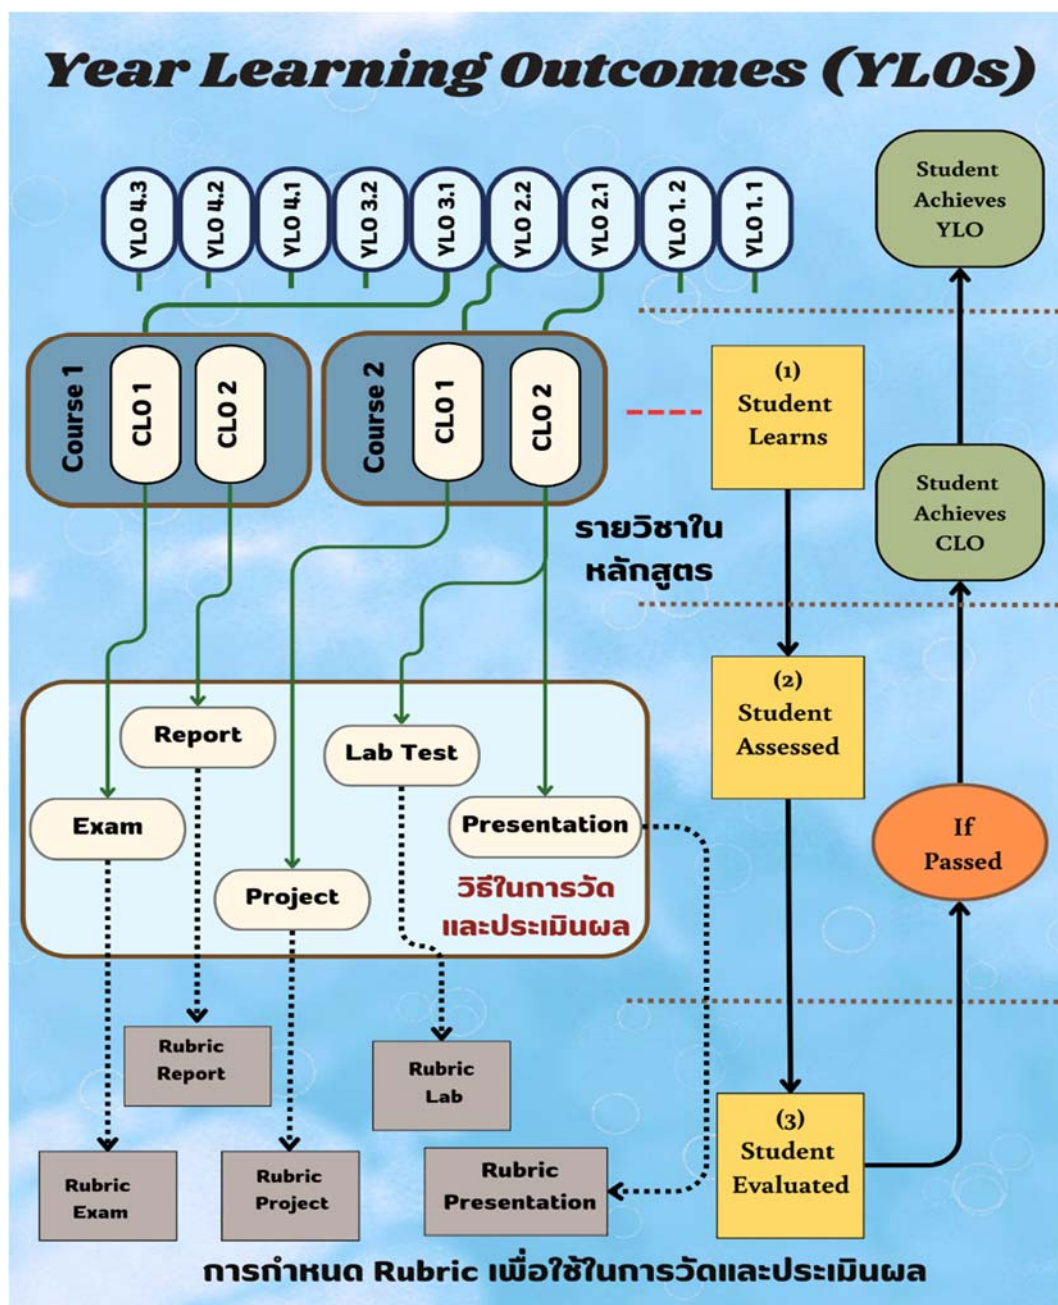 Year Learning Outcomes (YLOs)
YLO 4.3
YLO 4.2
YLO 4.1
YLO 3.2
YLO 3.1
YLO 2.2
YLO 2.1
YLO 1. 2
YLO 1. 1
Student
Achieves
YLO
Course 1
CLO 1
CLO 2
Course 2
CLO 1
CLO 2
(1)
Student
Learns
Student
Achieves
CLO
รายวิชาใน
หลักสูตร
(2)
Student
Assessed
Report
Lab Test
Exam
Presentation
Project
วิธีในการวัด
และประเมินผล
If
Passed
Rubric
Report
Rubric
Lab
Rubric
Exam
Rubric
Project
Rubric
Presentation
(3)
Student
Evaluated
การกำหนด Rubric เพื่อใช้ในการวัดและประเมินผล